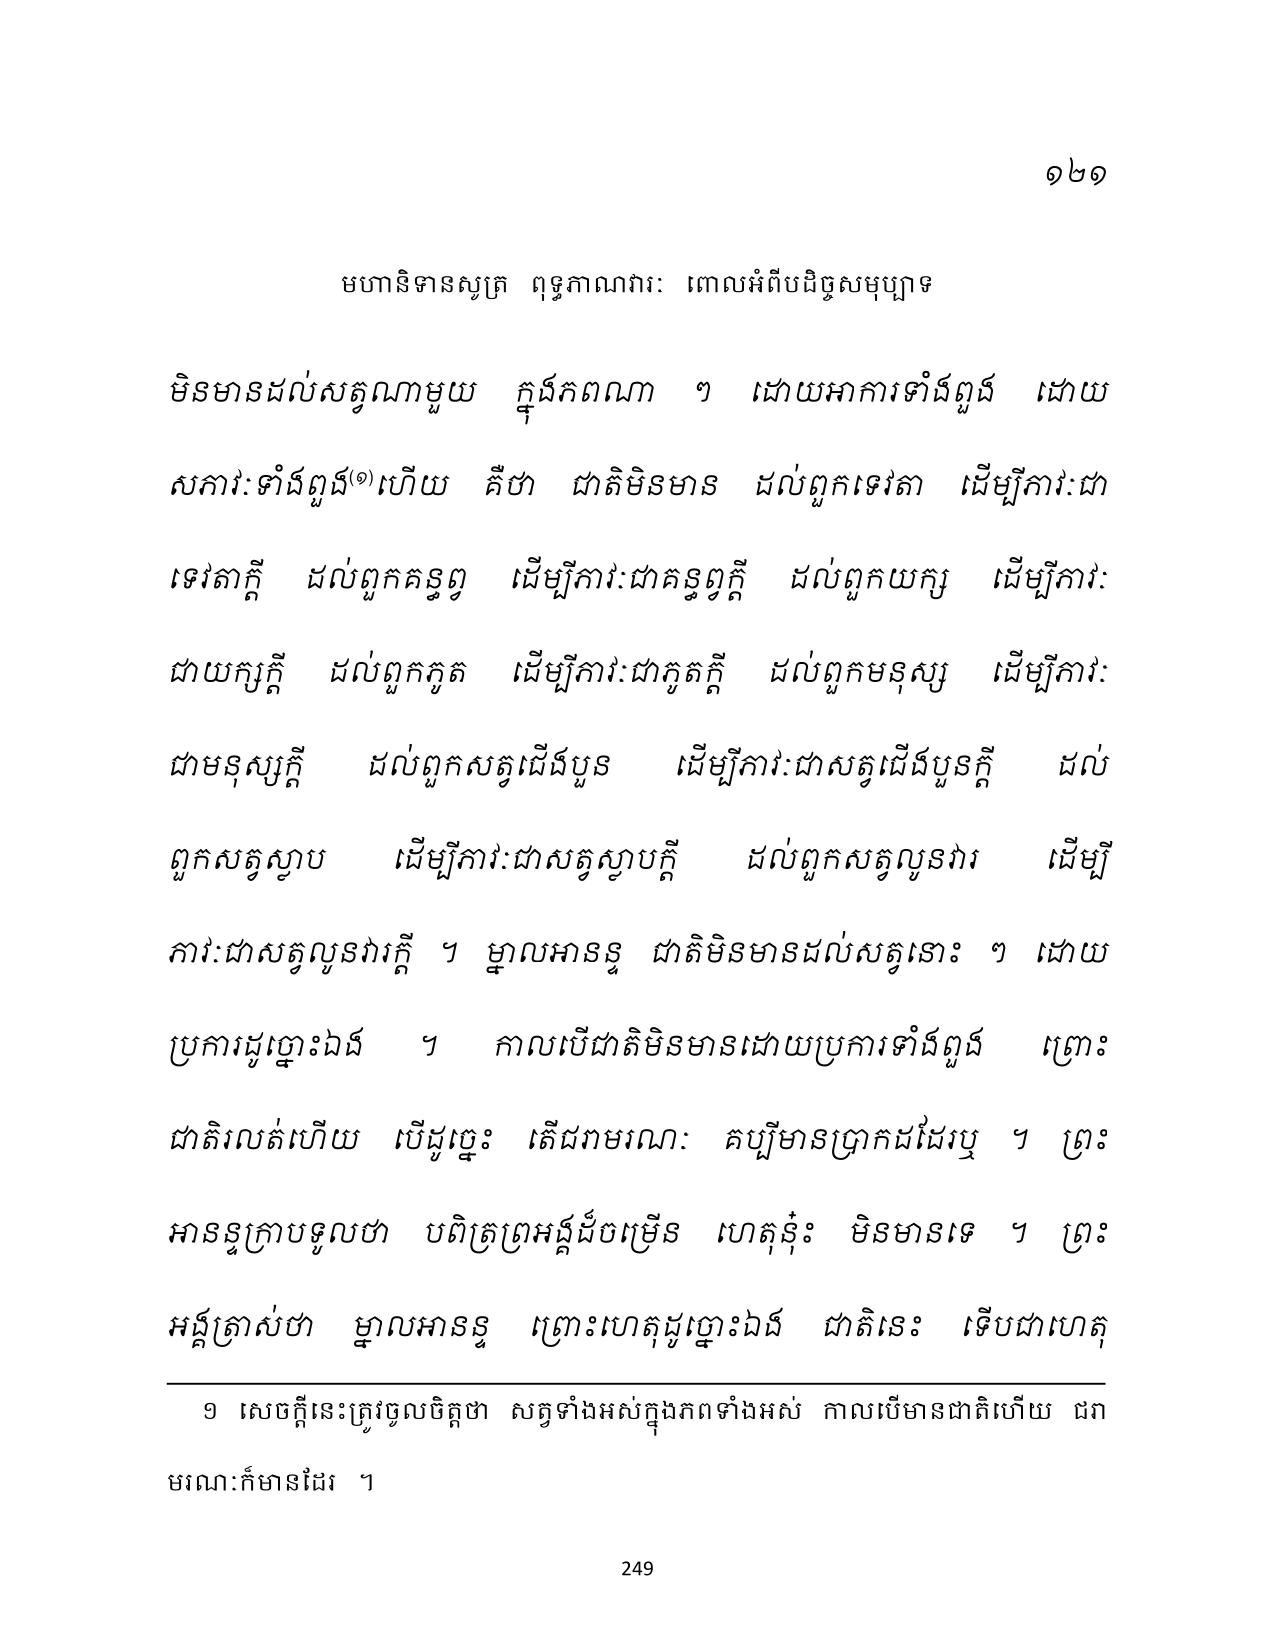 ១២១
មហានិទានសូត្រ ពុទ្ធភាណវារៈ ពោលអំពីបដិច្ចសមុប្បាទ
មិនមានដល់សត្វណាមួយ ក្នុងភពណា ៗ ដោយអាការទាំងពួង ដោយ
សភាវៈទាំងពួង(១)ហើយ គឺថា ជាតិមិនមាន ដល់ពួកទេវតា ដើម្បីភាវៈជា
ទេវតាក្តី ដល់ពួកគន្ធព្វ ដើម្បីភាវៈជាគន្ធព្វក្តី ដល់ពួកយក្ស ដើម្បីភាវៈ
ជាយក្សក្តី ដល់ពួកភូត ដើម្បីភាវៈជាភូតក្តី ដល់ពួកមនុស្ស ដើម្បីភាវៈ
ជាមនុស្សក្តី ដល់ពួកសត្វជើងបួន ដើម្បីភាវៈជាសត្វជើងបួនក្តី ដល់
ពួកសត្វស្លាប ដើម្បីភាវៈជាសត្វស្លាបក្តី ដល់ពួកសត្វលូនវារ ដើម្បី
ភាវៈជាសត្វលូនវារក្តី ។ ម្នាលអានន្ទ ជាតិមិនមានដល់សត្វនោះ ៗ ដោយ
ប្រការដូច្នោះឯង ។ កាលបើជាតិមិនមានដោយប្រការទាំងពួង ព្រោះ
ជាតិរលត់ហើយ បើដូច្នេះ តើជរាមរណៈ គប្បីមានប្រាកដដែរឬ ។ ព្រះ
អានន្ទក្រាបទូលថា បពិត្រព្រអង្គដ៏ចម្រើន ហេតុនុ៎ះ មិនមានទេ ។ ព្រះ
អង្គត្រាស់ថា ម្នាលអានន្ទ ព្រោះហេតុដូច្នោះឯង ជាតិនេះ ទើបជាហេតុ
១ សេចក្តីនេះត្រូវចូលចិត្តថា សត្វទាំងអស់ក្នុងភពទាំងអស់ កាលបើមានជាតិហើយ ជរា
មរណៈក៏មានដែរ ។
249